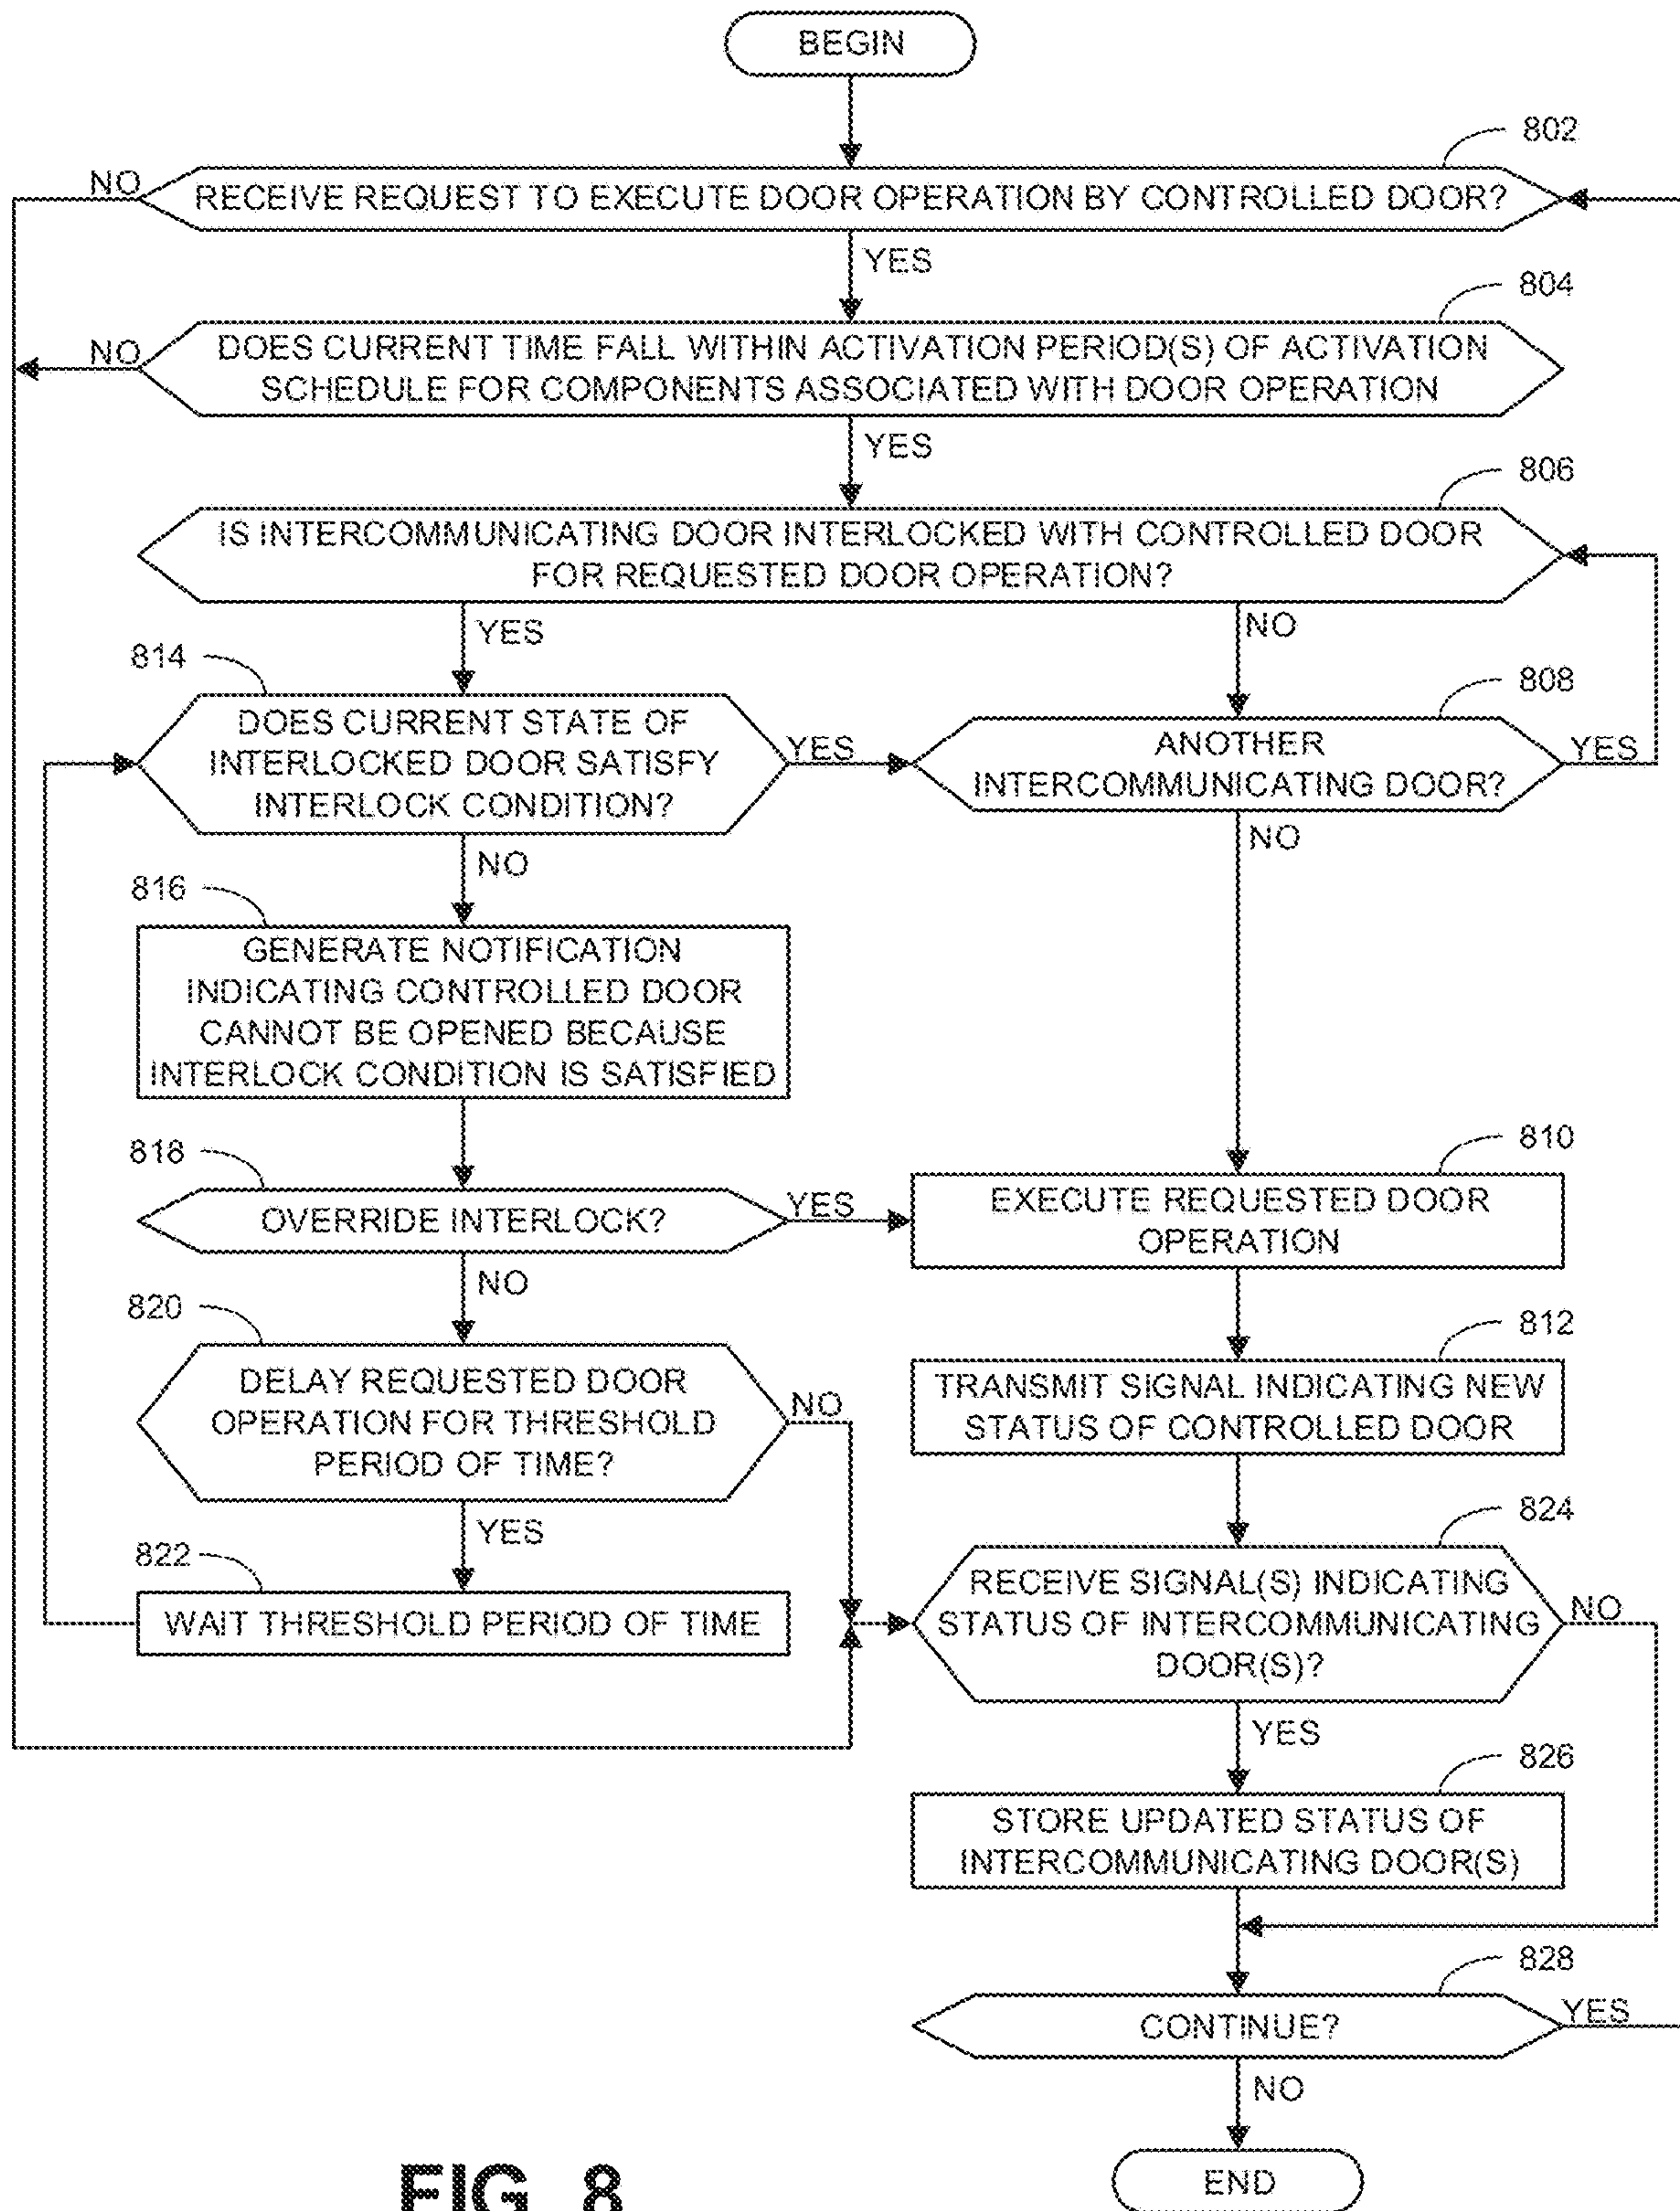 BEGIN
802
NO
RECEIVE REQUEST TO EXECUTE DOOR OPERATION BY CONTROLLED DOOR?
YES
804
NO
DOES CURRENT TIME FALL WITHIN ACTIVATION PERIOD(S) OF ACTIVATION
SCHEDULE FOR COMPONENTS ASSOCIATED WITH DOOR OPERATION
YES
806
IS INTERCOMMUNICATING DOOR INTERLOCKED WITH CONTROLLED DOOR
FOR REQUESTED DOOR OPERATION?
YES
NO
814
DOES CURRENT STATE OF
INTERLOCKED DOOR SATISFY
INTERLOCK CONDITION?
YES
808
ANOTHER
INTERCOMMUNICATING DOOR?
YES
NO
NO
816
GENERATE NOTIFICATION
INDICATING CONTROLLED DOOR
CANNOT BE OPENED BECAUSE
INTERLOCK CONDITION IS SATISFIED
818
OVERRIDE INTERLOCK?
YES
810
EXECUTE REQUESTED DOOR
OPERATION
NO
820
DELAY REQUESTED DOOR
OPERATION FOR THRESHOLD
PERIOD OF TIME?
NO
812
TRANSMIT SIGNAL INDICATING NEW
STATUS OF CONTROLLED DOOR
YES
822
WAIT THRESHOLD PERIOD OF TIME
824
RECEIVE SIGNAL(S) INDICATING
STATUS OF INTERCOMMUNICATING
DOOR(S)?
NO
YES
826
STORE UPDATED STATUS OF
INTERCOMMUNICATING DOOR(S)
828
CONTINUE?
YES
NO
END
FIG. 8